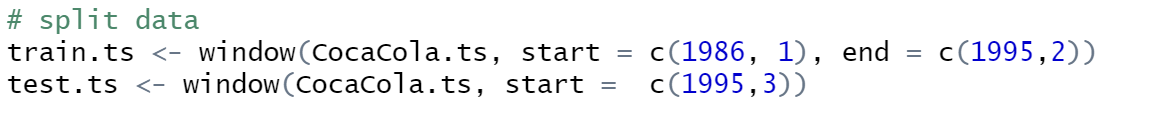 # split data
train.ts <- window(CocaCola.ts, start = c(1986, 1), end = c(1995,2))
test.ts <- window(CocaCola.ts, start =  c(1995,3))